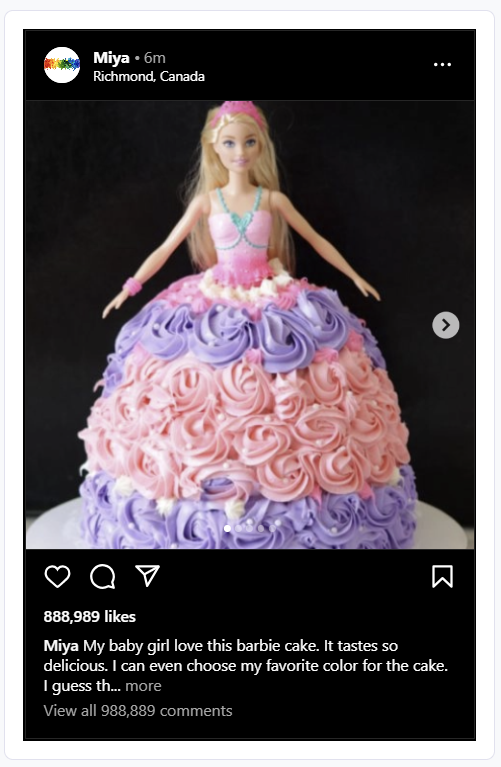 Miya • 6m
Richmond, Canada
888,989 likes
Miya My baby girl love this barbie cake. It tastes so
delicious. I can even choose my favorite color for the cake.
I guess th... more
View all 988,889 comments